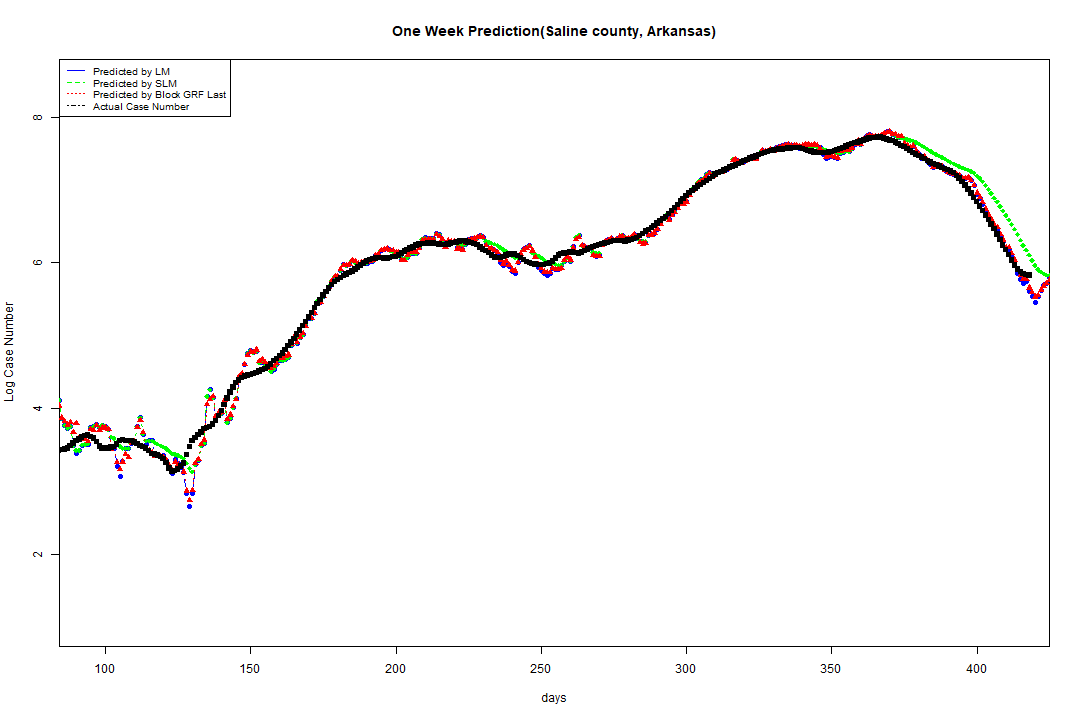 One Week Prediction(Saline county, Arkansas)
Predicted by LM
Predicted by SLM
Predicted by Block GRF Last
Actual Case Number
8
6
4
2
Log Case Number
100 150 200 250 300 350 400
days